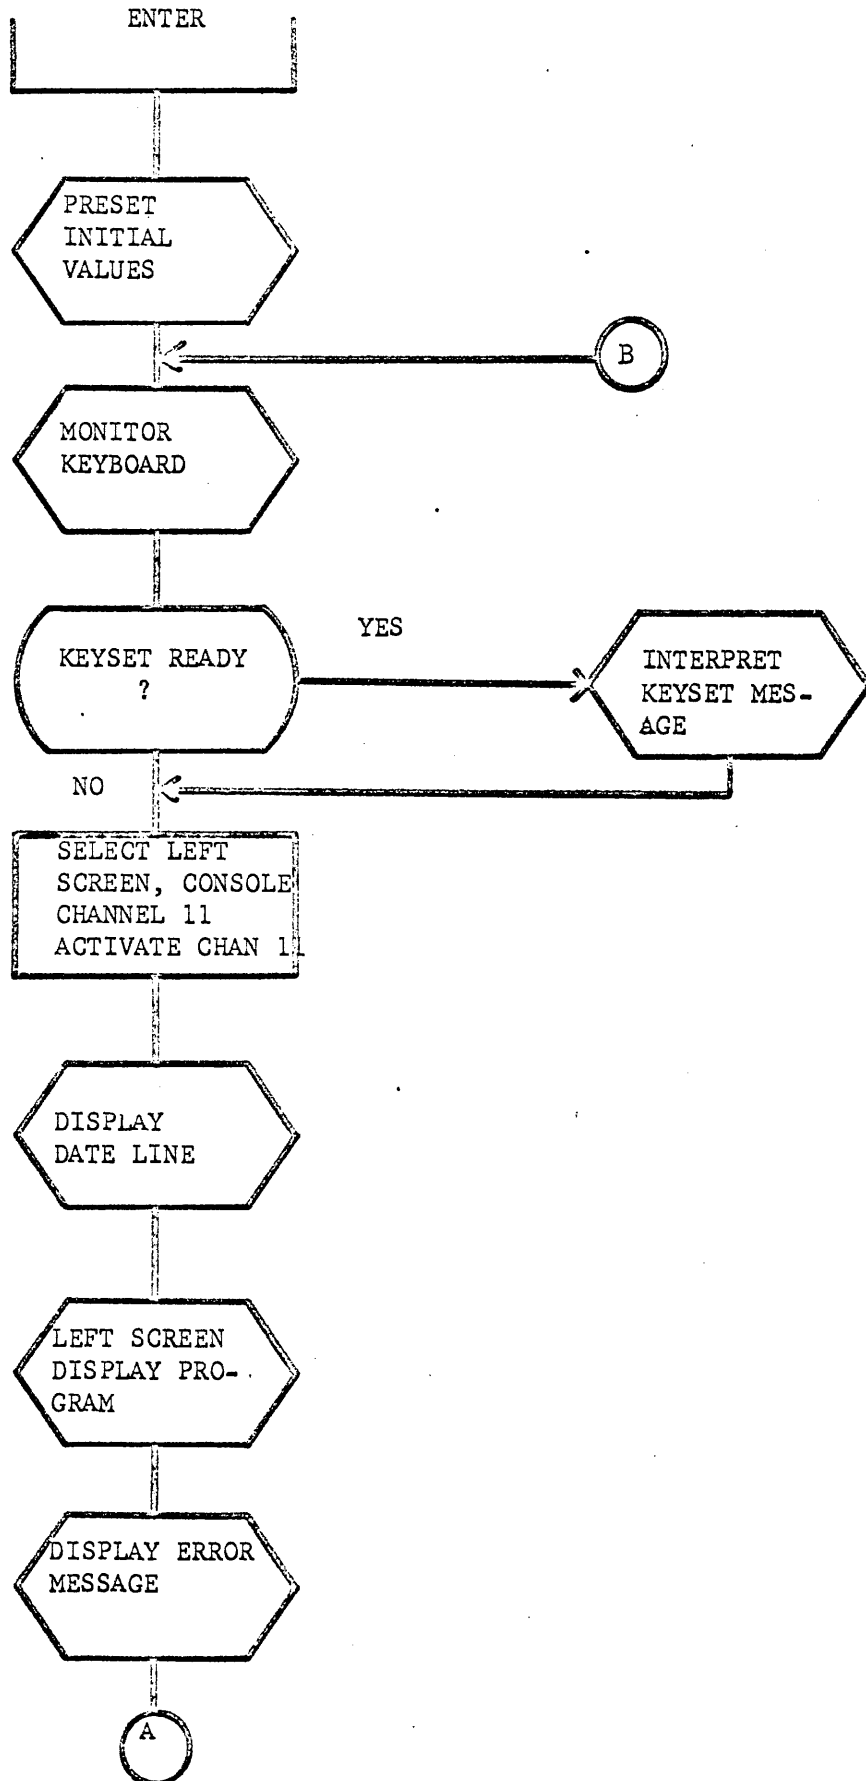 ENTER
PRESET
INITIAL
VALUES
B
MONITOR
KEYBOARD
YES
KEYSET READY
?
INTERPRET
KEYSET MES-
AGE
NO
SELECT LEFT
SCREEN, CONSOLE
CHANNEL 11
ACTIVATE CHAN 11
DISPLAY
DATE LINE
LEFT SCREEN
DISPLAY PRO-
GRAM
DISPLAY ERROR
MESSAGE
A